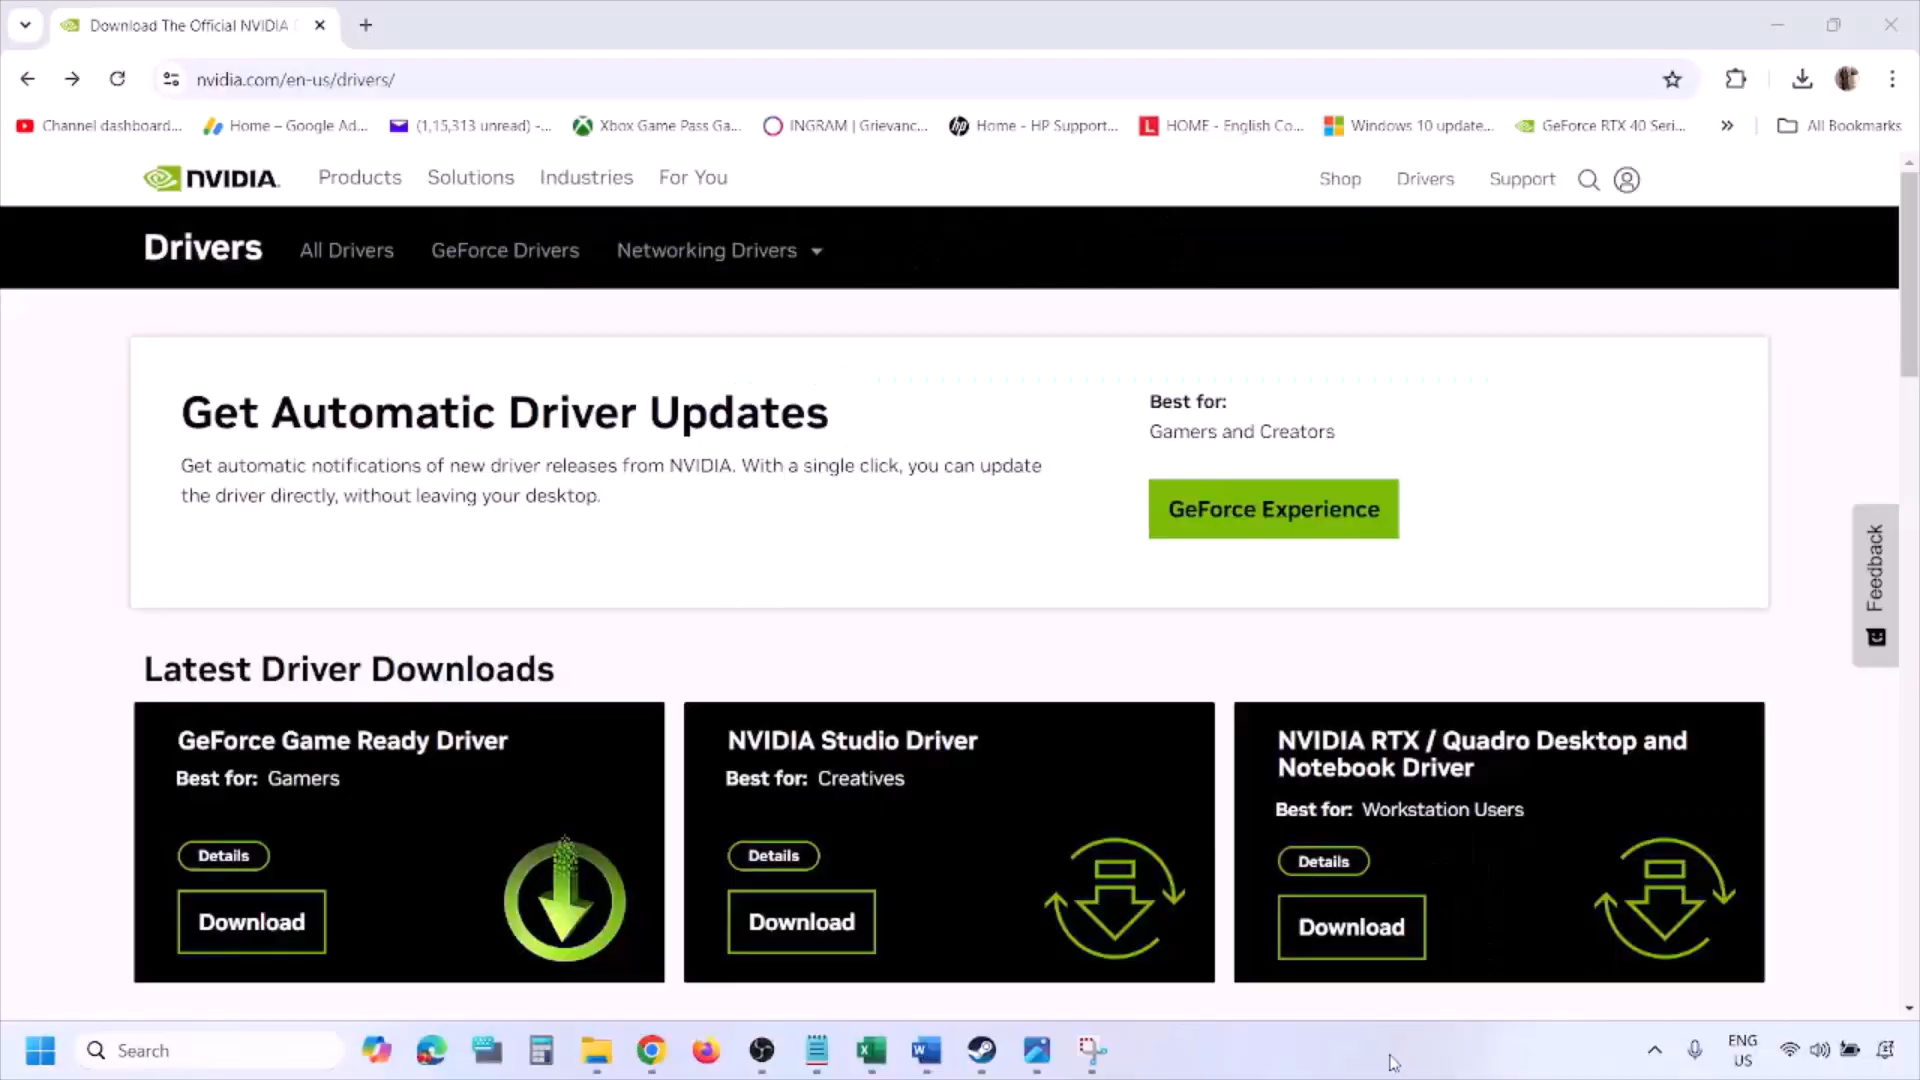 Download The Official NVIDIA
nvidia.com/en-us/drivers/
Channel dashboard...
Home – Google Ad...
(1,15,313 unread) -...
Xbox Game Pass Ga...
INGRAM | Grievanc...
Home - HP Support...
HOME - English Co...
Windows 10 update...
GeForce RTX 40 Seri...
All Bookmarks
NVIDIA.
Products
Solutions
Industries
For You
Shop
Drivers
Support
Drivers
All Drivers
GeForce Drivers
Networking Drivers
Get Automatic Driver Updates
Get automatic notifications of new driver releases from NVIDIA. With a single click, you can update
the driver directly, without leaving your desktop.
Best for:
Gamers and Creators
GeForce Experience
Feedback
Latest Driver Downloads
GeForce Game Ready Driver
Best for: Gamers
Details
Download
NVIDIA Studio Driver
Best for: Creatives
Details
Download
NVIDIA RTX / Quadro Desktop and
Notebook Driver
Best for: Workstation Users
Details
Download
Search
ENG
US